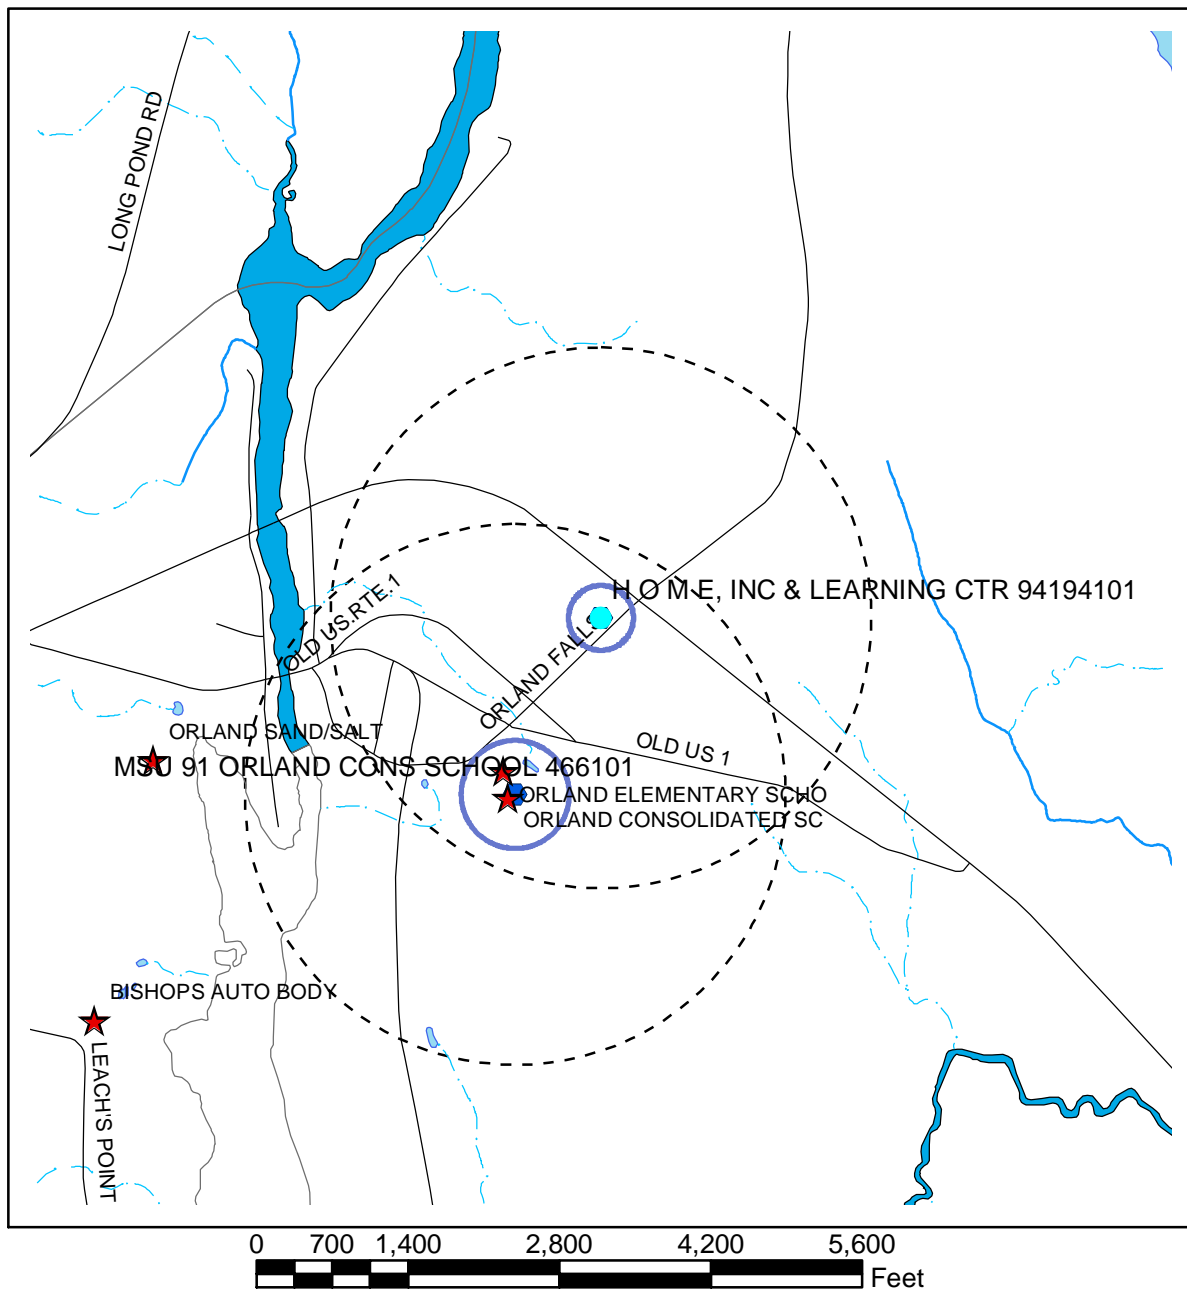 LONG POND RD
H O M E, INC & LEARNING CTR 94194101
OLD US.RTE.1
ORLAND FALLS
ORLAND SAND/SALT
OLD US 1
MSU 91 ORLAND CONS SCHOOL 466101
ORLAND ELEMENTARY SCHO
ORLAND CONSOLIDATED SC
BISHOPS AUTO BODY
LEACH'S POINT
0 700 1,400 2,800 4,200 5,600
Feet